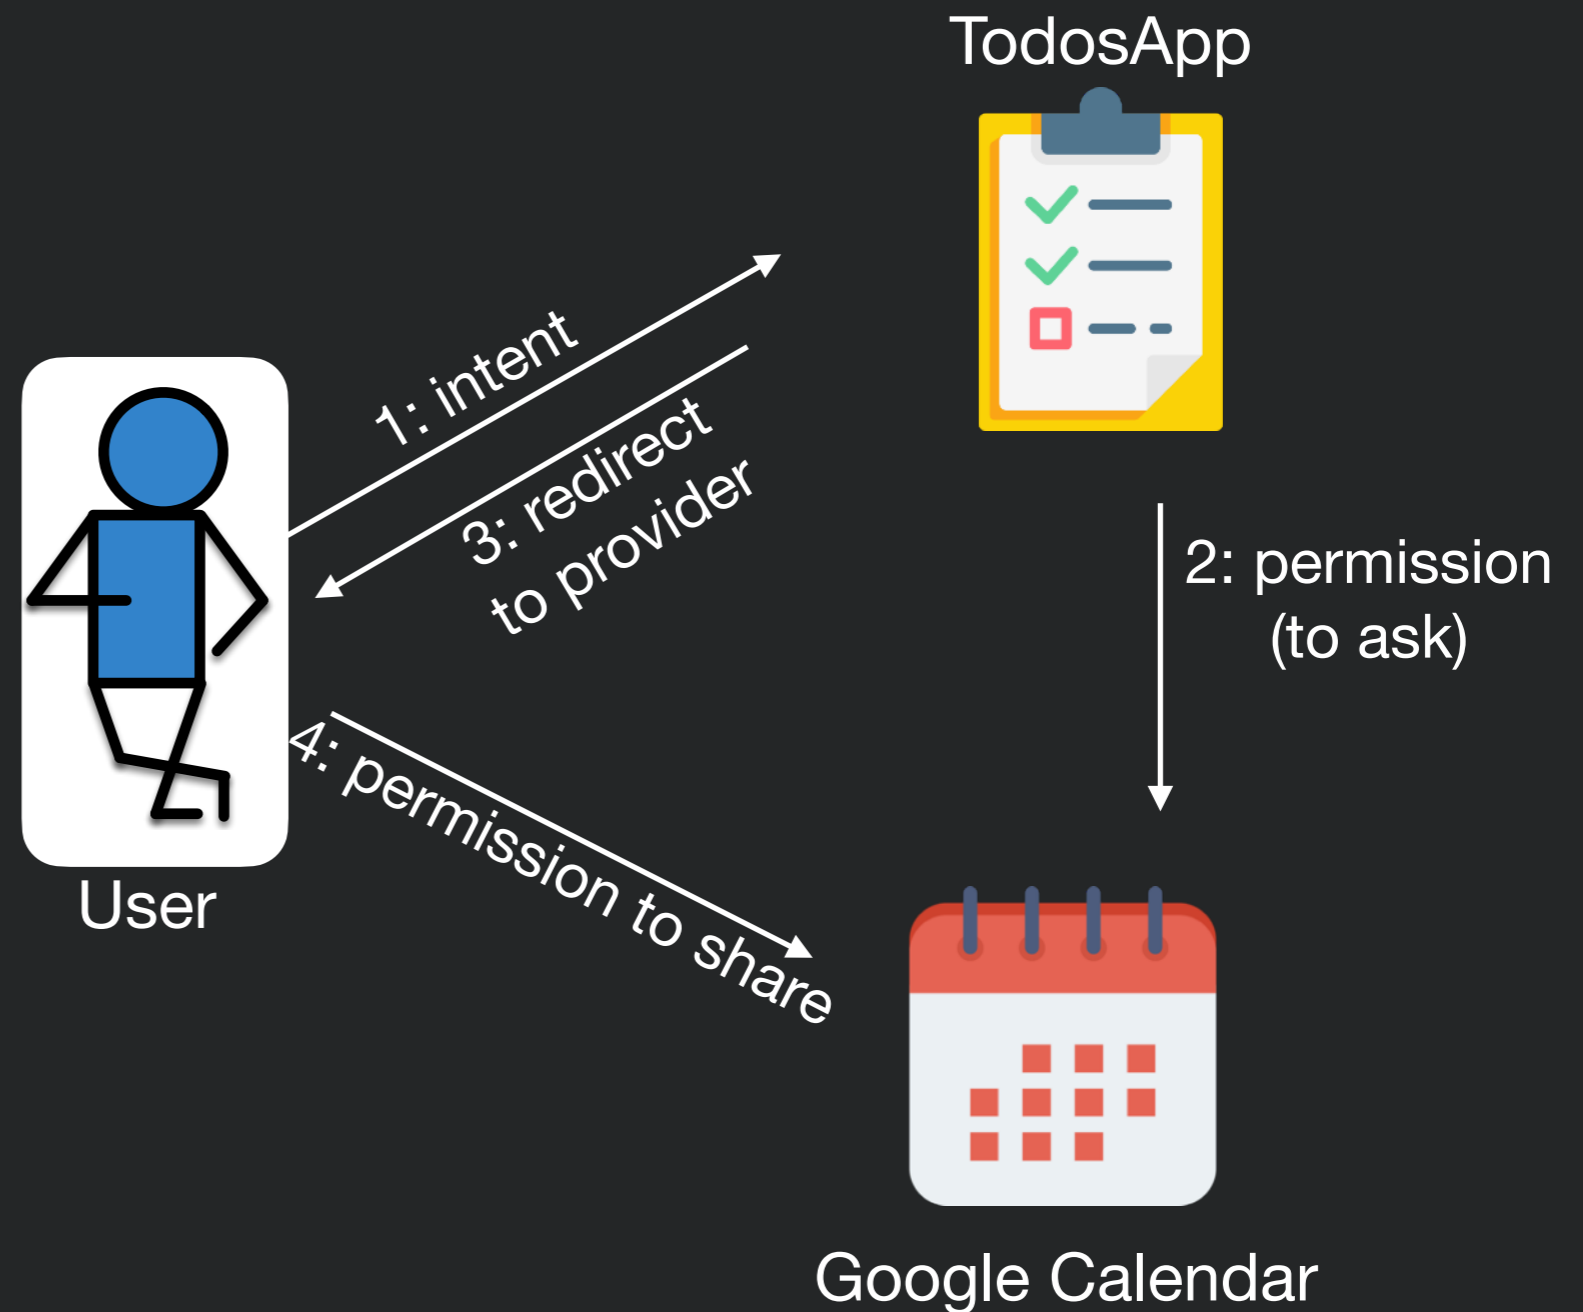 TodosApp
1: intent
3: redirect
to provider
2: permission
(to ask)
4: permission to share
User
Google Calendar